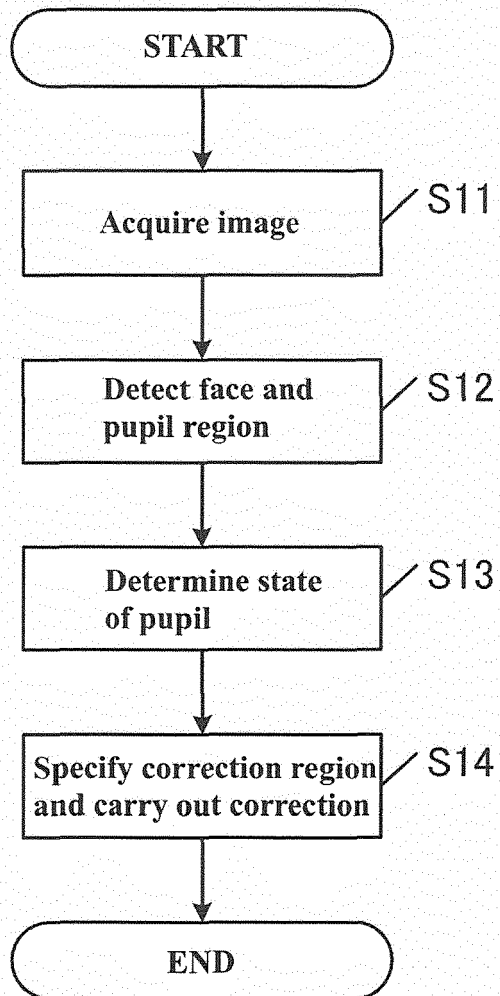 START
Acquire image
S11
Detect face and
pupil region
S12
Determine state
of pupil
S13
Specify correction region
and carry out correction
S14
END